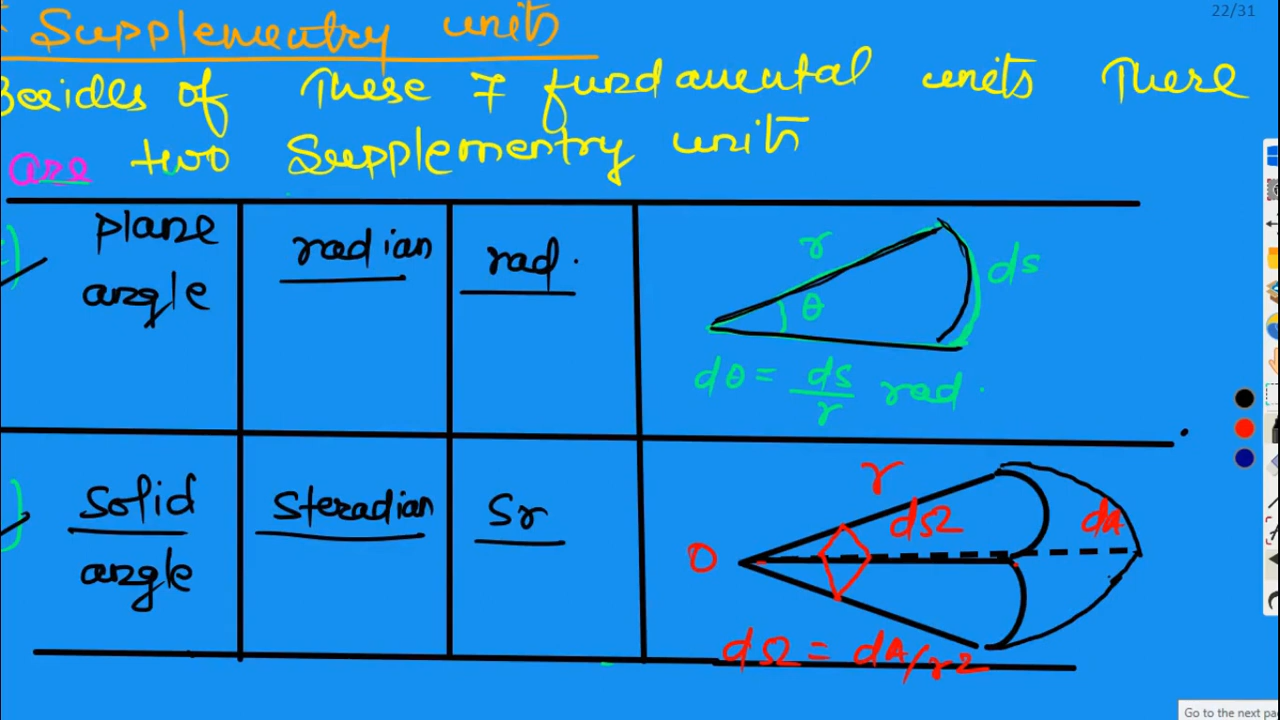 22/31
Supplementry units
Besides of These 7 fundamental units There
are two Supplementry units
plane angle
radian
rad.
r
θ
ds
dθ = ds/r rad.
Solid angle
Steradian
Sr
r
dΩ
dA
O
dΩ = dA/r2
Go to the next pa